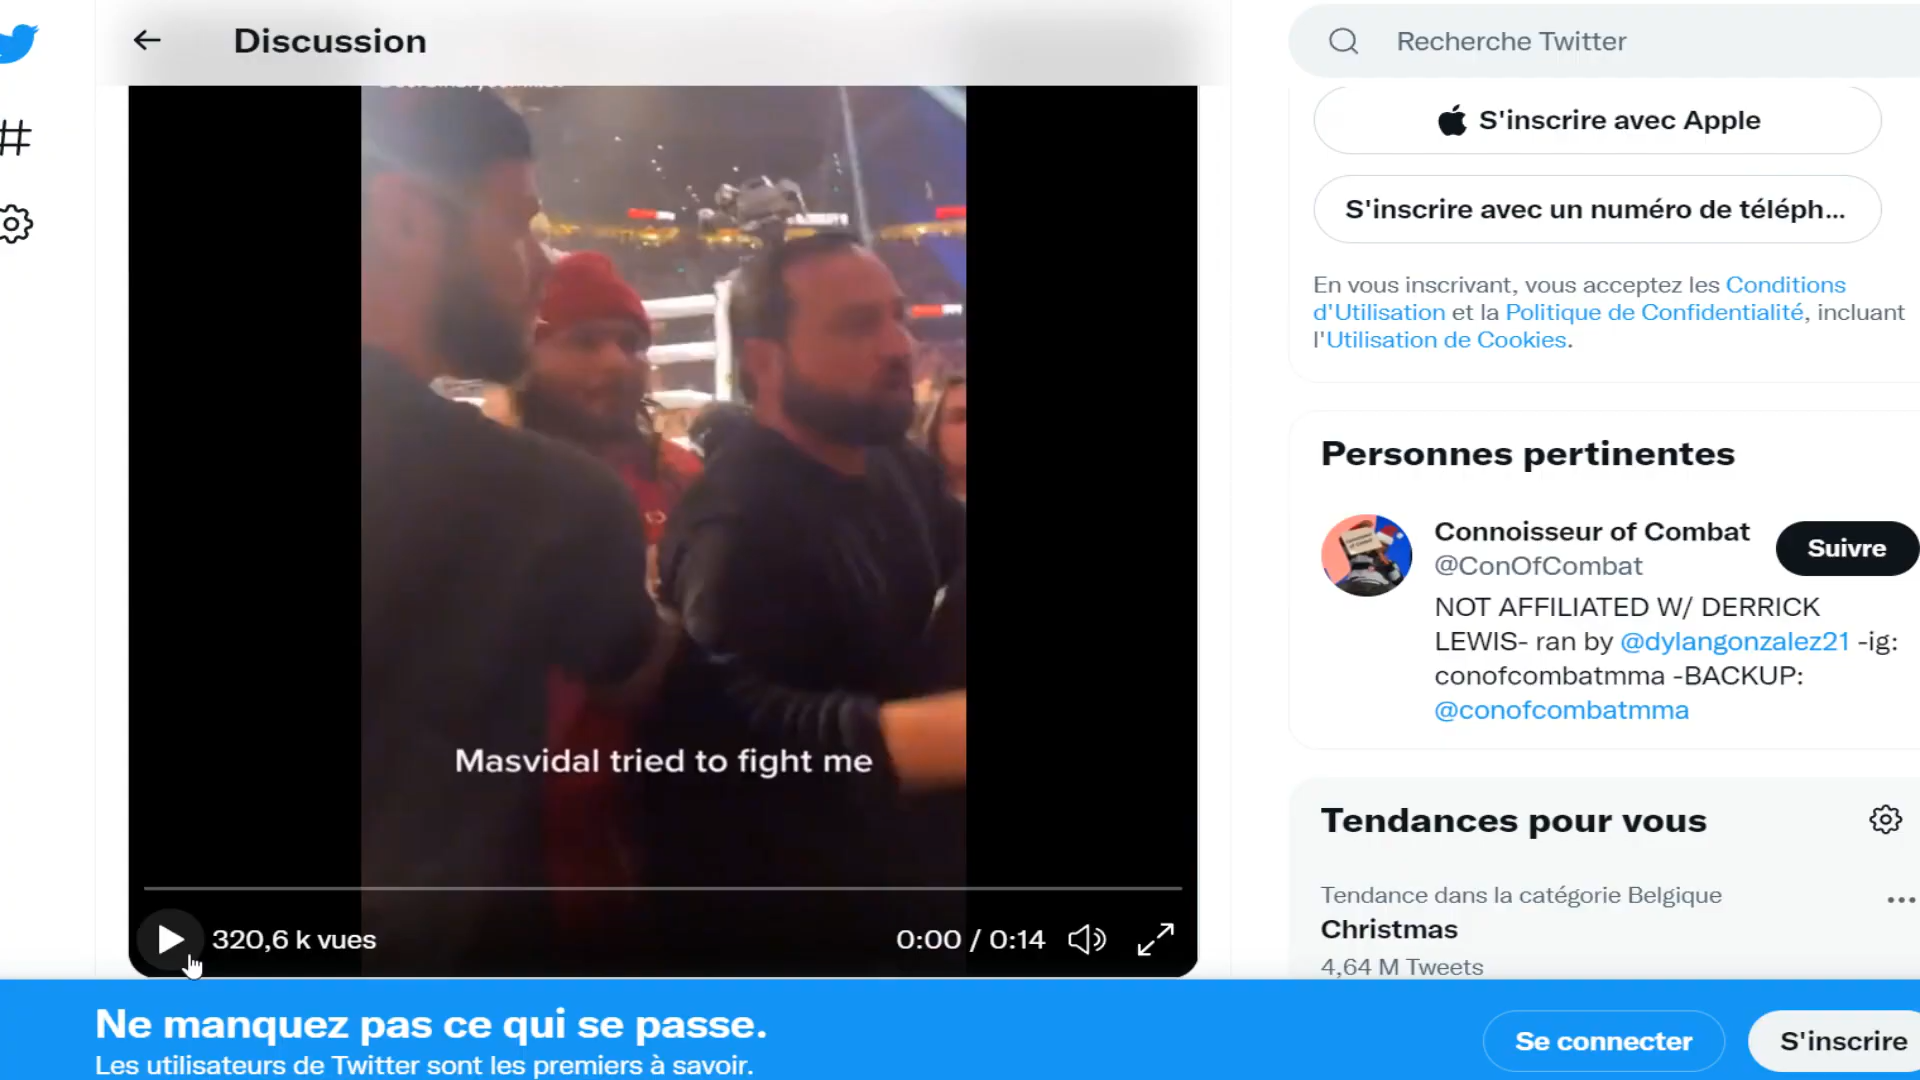 Discussion
Recherche Twitter
S'inscrire avec Apple
S'inscrire avec un numéro de téléph...
En vous inscrivant, vous acceptez les Conditions
d'Utilisation et la Politique de Confidentialité, incluant
l'Utilisation de Cookies.
Masvidal tried to fight me
320,6 k vues
0:00 / 0:14
Personnes pertinentes
Connoisseur of Combat
@ConOfCombat
Suivre
NOT AFFILIATED W/ DERRICK
LEWIS- ran by @dylangonzalez21 -ig:
conofcombatmma -BACKUP:
@conofcombatmma
Tendances pour vous
Tendance dans la catégorie Belgique
Christmas
4,64 M Tweets
Ne manquez pas ce qui se passe.
Les utilisateurs de Twitter sont les premiers à savoir.
Se connecter
S'inscrire